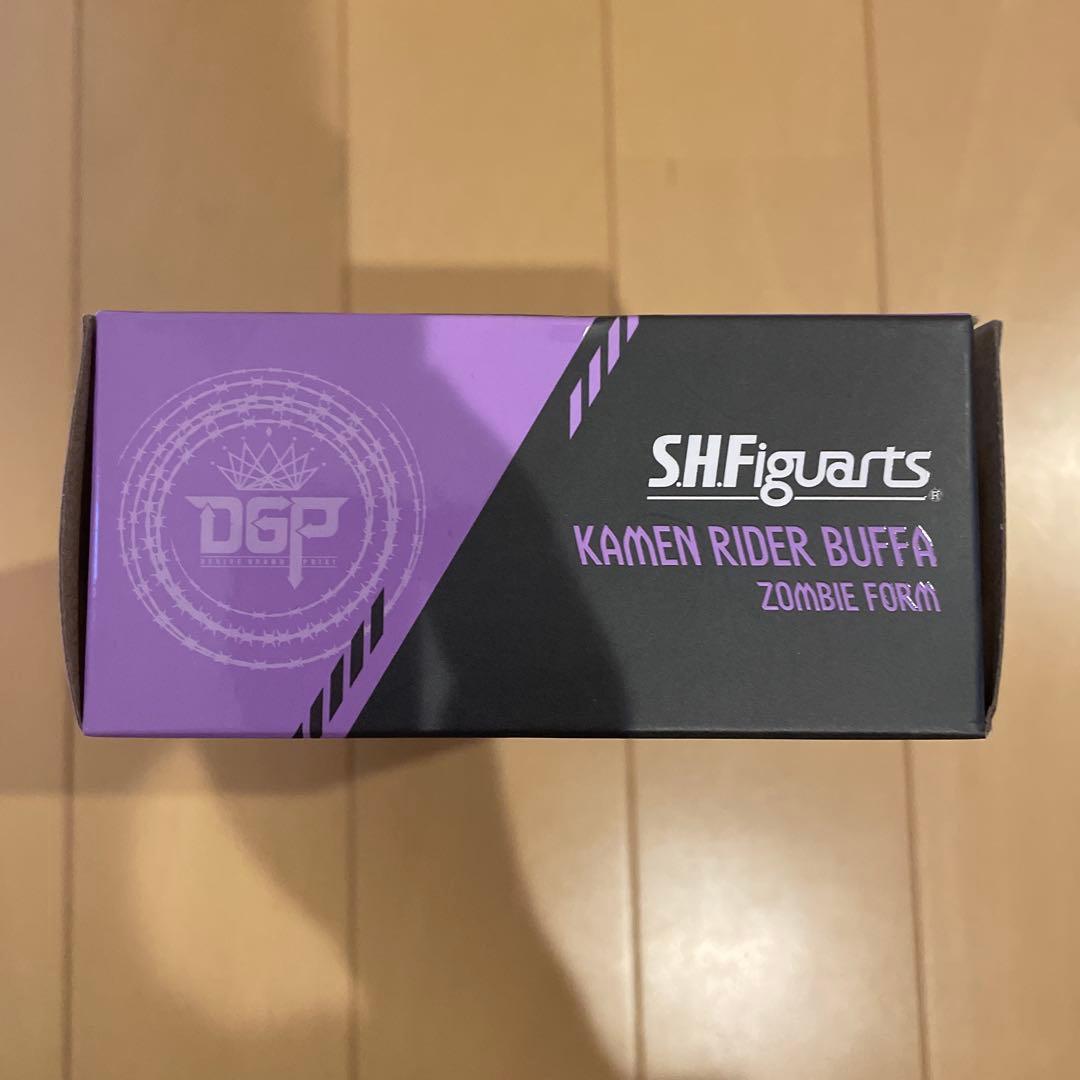 DGP
DESIRE GRAND PRIX
S.H.Figuarts®
KAMEN RIDER BUFFA
ZOMBIE FORM